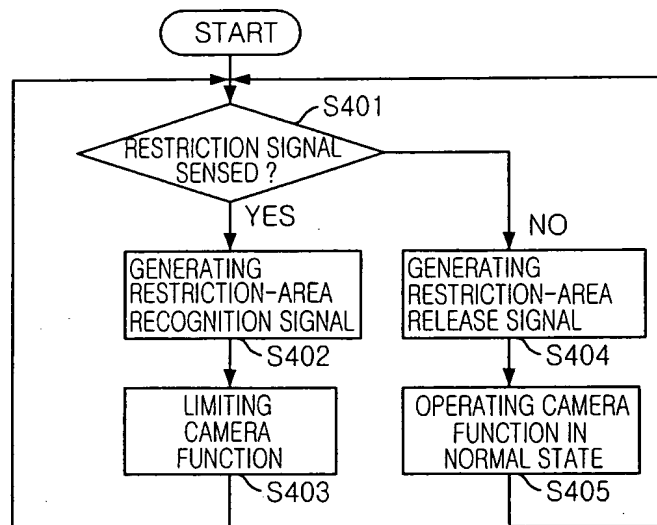 START
S401
RESTRICTION SIGNAL
SENSED ?
YES
NO
GENERATING
RESTRICTION-AREA
RECOGNITION SIGNAL
S402
GENERATING
RESTRICTION-AREA
RELEASE SIGNAL
S404
LIMITING
CAMERA
FUNCTION
S403
OPERATING CAMERA
FUNCTION IN
NORMAL STATE
S405